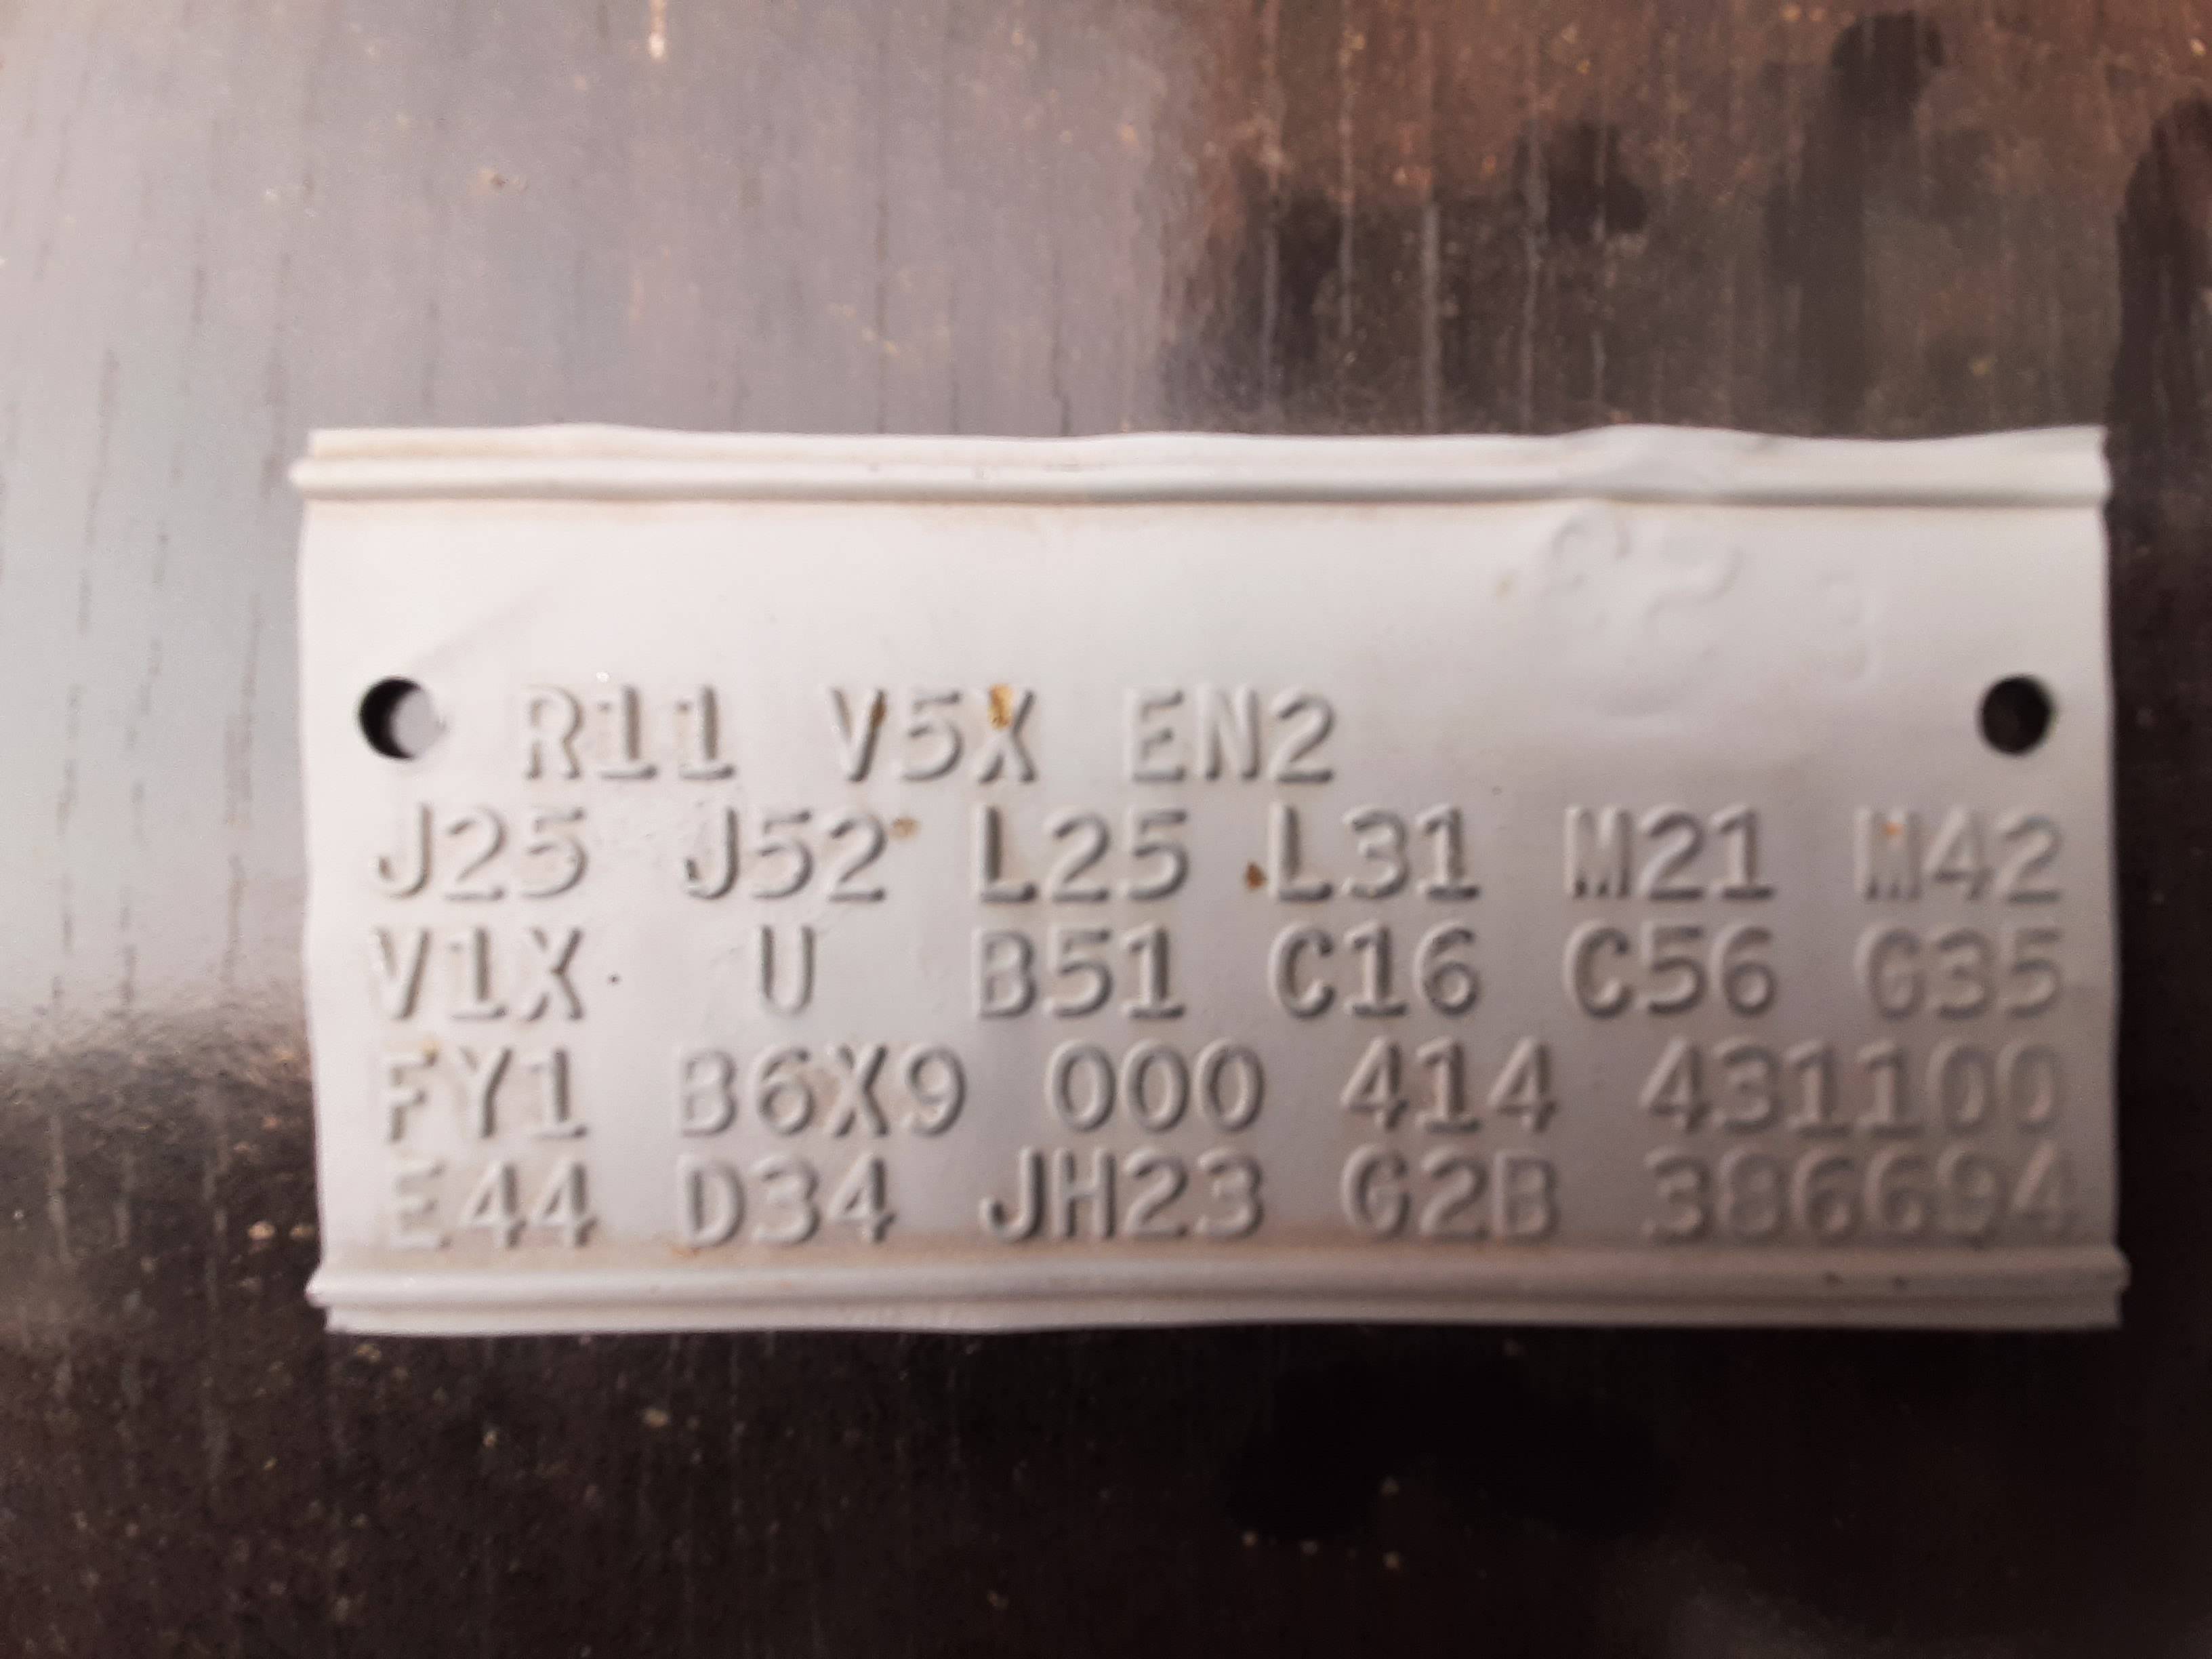 R11 V5X EN2
J25 J52 L25 L31 M21 M42
V1X U B51 C16 C56 G35
FY1 B6X9 000 414 431100
E44 D34 JH23 G2B 386694